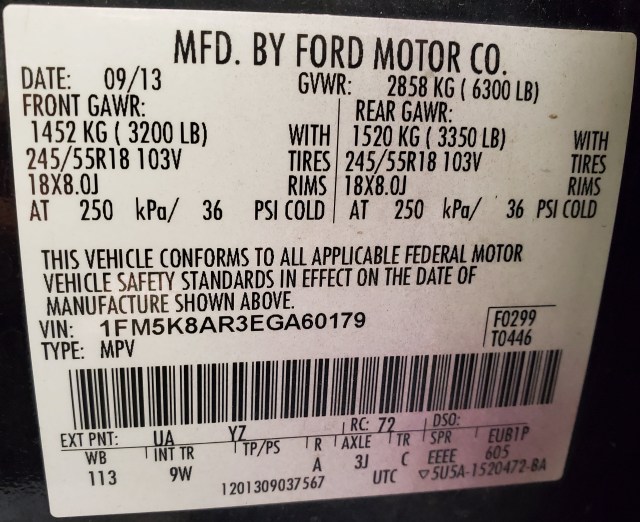 MFD. BY FORD MOTOR CO.
DATE: 09/13 GVWR: 2858 KG ( 6300 LB)
FRONT GAWR: REAR GAWR:
1452 KG ( 3200 LB) WITH 1520 KG ( 3350 LB) WITH
245/55R18 103V TIRES 245/55R18 103V TIRES
18X8.0J RIMS 18X8.0J RIMS
AT 250 kPa/ 36 PSI COLD AT 250 kPa/ 36 PSI COLD
THIS VEHICLE CONFORMS TO ALL APPLICABLE FEDERAL MOTOR
VEHICLE SAFETY STANDARDS IN EFFECT ON THE DATE OF
MANUFACTURE SHOWN ABOVE.
VIN: 1FM5K8AR3EGA60179 F0299
TYPE: MPV T0446
EXT PNT: UA YZ RC: 72 DSO:
WB INT TR TP/PS R AXLE TR SPR EUB1P
113 9W A 3J C EEEE 605
1201309037567 UTC ▽5U5A-1520472-BA